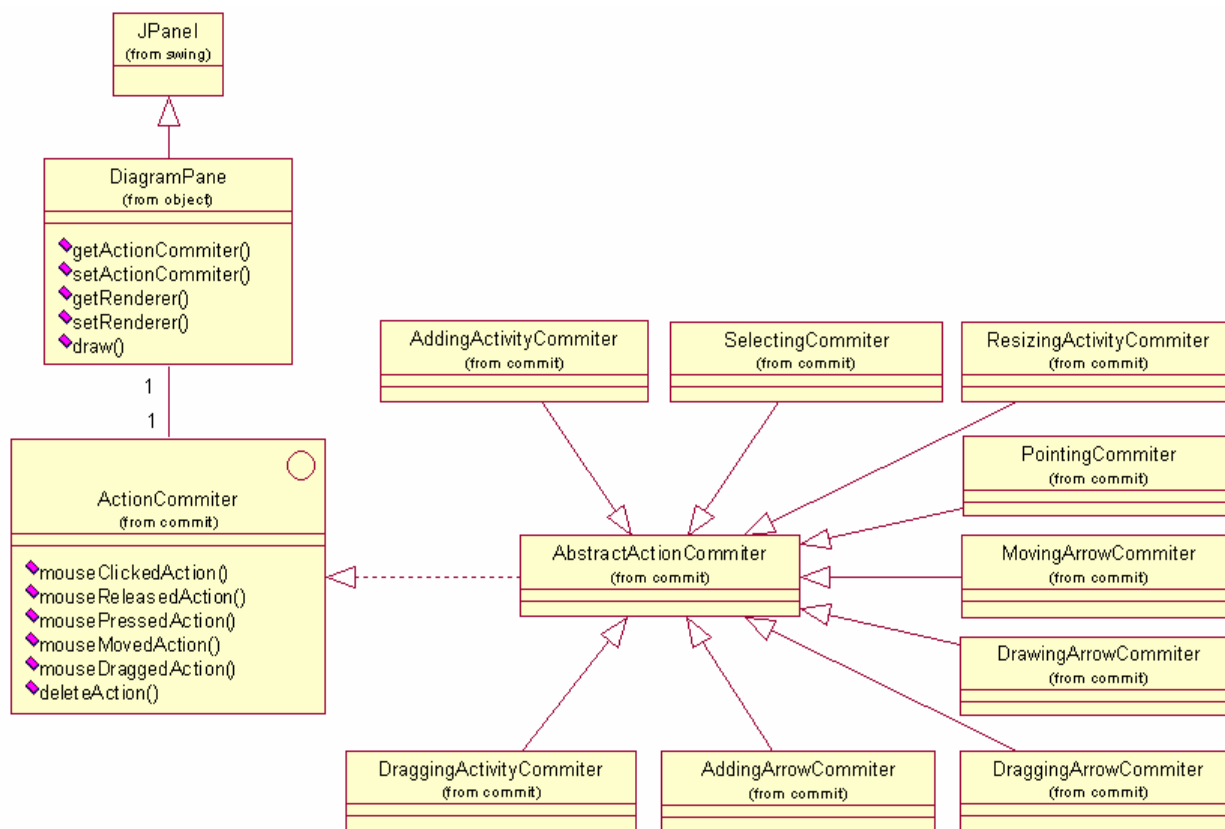 JPanel
(from swing)
DiagramPane
(from object)
getActionCommiter()
setActionCommiter()
getRenderer()
setRenderer()
draw()
1
1
ActionCommiter
(from commit)
mouseClickedAction()
mouseReleasedAction()
mousePressedAction()
mouseMovedAction()
mouseDraggedAction()
deleteAction()
AddingActivityCommiter
(from commit)
SelectingCommiter
(from commit)
ResizingActivityCommiter
(from commit)
PointingCommiter
(from commit)
AbstractActionCommiter
(from commit)
MovingArrowCommiter
(from commit)
DrawingArrowCommiter
(from commit)
DraggingActivityCommiter
(from commit)
AddingArrowCommiter
(from commit)
DraggingArrowCommiter
(from commit)